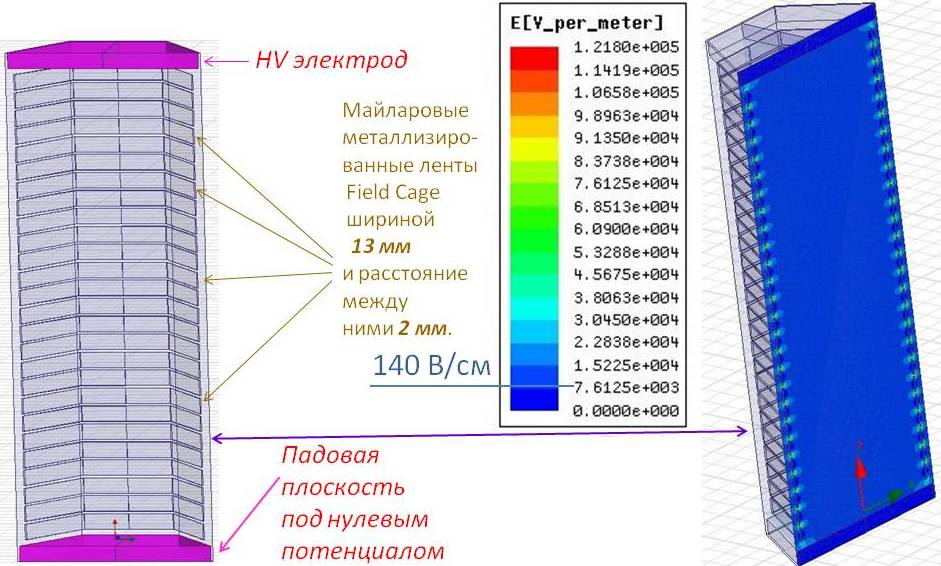 HV электрод
Майларовые
металлизиро-
ванные ленты
Field Cage
шириной
13 мм
и расстояние
между
ними 2 мм.
140 В/см
Падовая
плоскость
под нулевым
потенциалом
E[V_per_meter]
1.2180e+005
1.1419e+005
1.0658e+005
9.8963e+004
9.1350e+004
8.3738e+004
7.6125e+004
6.8513e+004
6.0900e+004
5.3288e+004
4.5675e+004
3.8063e+004
3.0450e+004
2.2838e+004
1.5225e+004
7.6125e+003
0.0000e+000